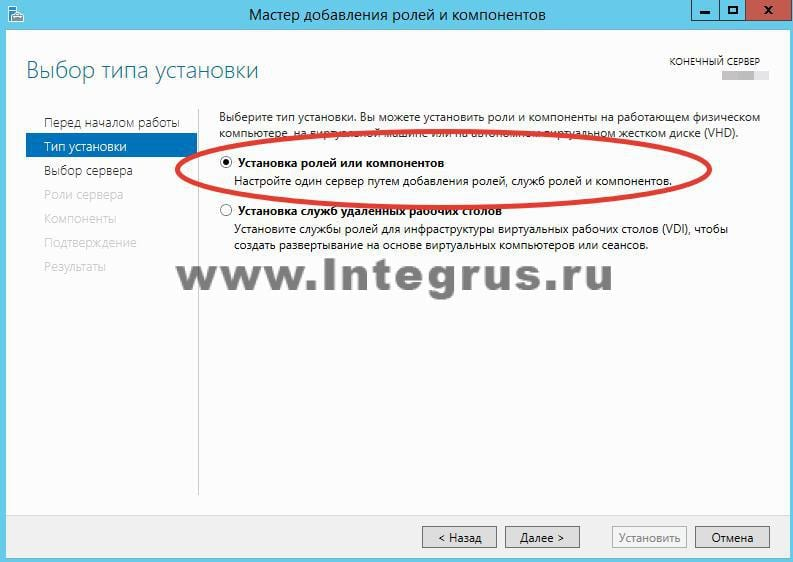 Мастер добавления ролей и компонентов
Выбор типа установки
КОНЕЧНЫЙ СЕРВЕР
Перед началом работы
Тип установки
Выбор сервера
Роли сервера
Компоненты
Подтверждение
Результаты
Выберите тип установки. Вы можете установить роли и компоненты на работающем физическом
компьютере, на виртуальной машине или на автономном виртуальном жестком диске (VHD).
Установка ролей или компонентов
Настройте один сервер путем добавления ролей, служб ролей и компонентов.
Установка служб удаленных рабочих столов
Установите службы ролей для инфраструктуры виртуальных рабочих столов (VDI), чтобы
создать развертывание на основе виртуальных компьютеров или сеансов.
www.Integrus.ru
< Назад
Далее >
Установить
Отмена